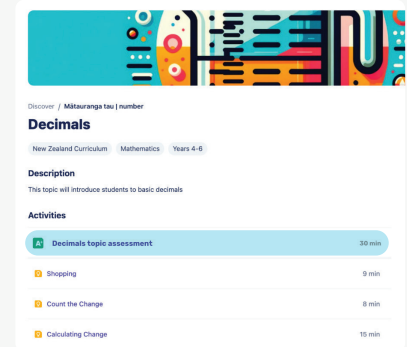 Discover / Mātauranga tau | number
Decimals
New Zealand Curriculum Mathematics Years 4-6
Description
This topic will introduce students to basic decimals
Activities
A+ Decimals topic assessment 30 min
Shopping 9 min
Count the Change 8 min
Calculating Change 15 min